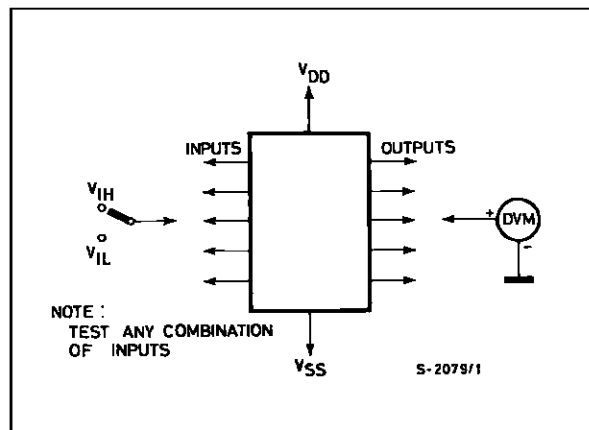 VDD
INPUTS
OUTPUTS
VIH
VIL
+
DVM
-
NOTE :
TEST ANY COMBINATION
OF INPUTS
VSS
S-2079/1